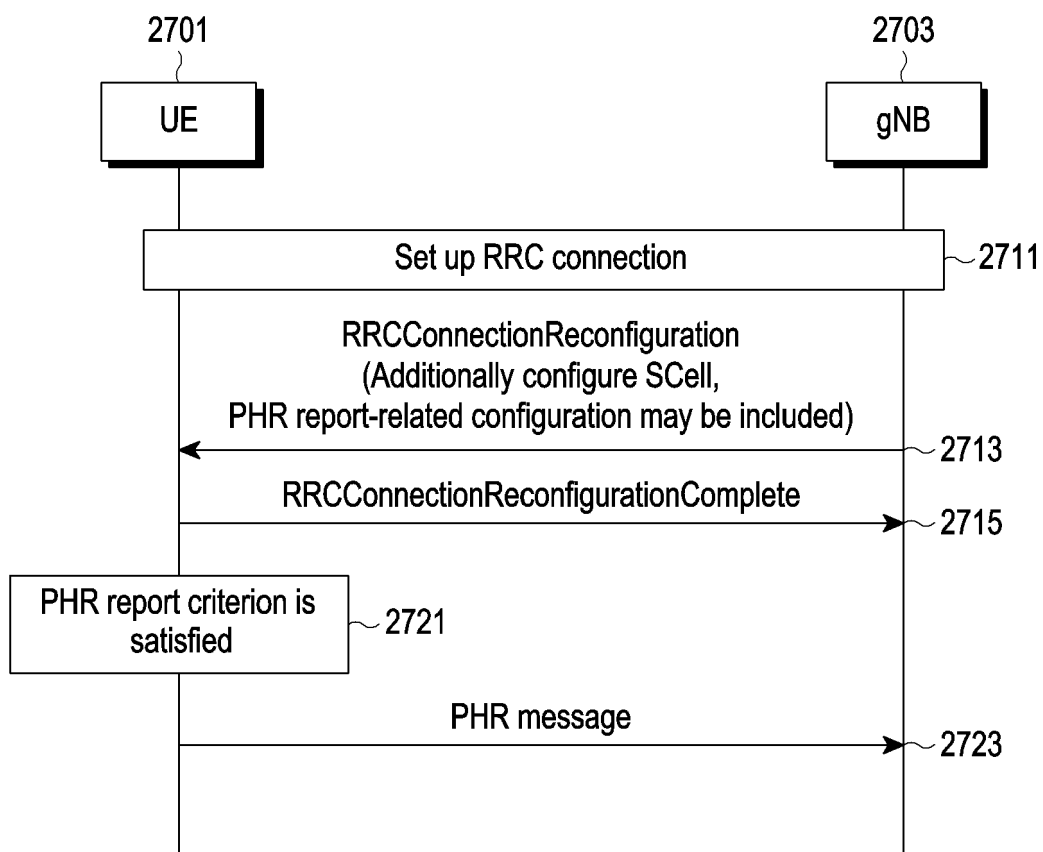 2701
2703
UE
gNB
Set up RRC connection
2711
RRCConnectionReconfiguration
(Additionally configure SCell,
PHR report-related configuration may be included)
2713
RRCConnectionReconfigurationComplete
2715
PHR report criterion is
satisfied
2721
PHR message
2723